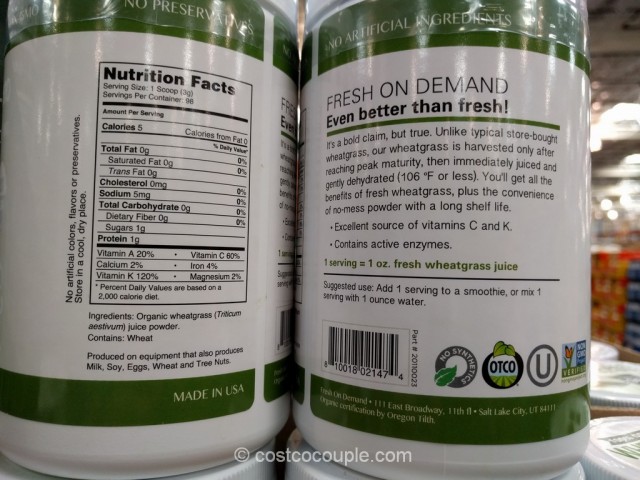 NO PRESERVATIVES
Nutrition Facts
Serving Size: 1 Scoop (3g)
Servings Per Container: 98
Amount Per Serving
Calories 5 Calories from Fat 0
% Daily Value*
Total Fat 0g 0%
Saturated Fat 0g 0%
Trans Fat 0g
Cholesterol 0mg 0%
Sodium 5mg 0%
Total Carbohydrate 0g 0%
Dietary Fiber 0g 0%
Sugars 1g
Protein 1g
Vitamin A 20% • Vitamin C 60%
Calcium 2% • Iron 4%
Vitamin K 120% • Magnesium 2%
* Percent Daily Values are based on a
2,000 calorie diet.
No artificial colors, flavors or preservatives.
Store in a cool, dry place.
Ingredients: Organic wheatgrass (Triticum
aestivum) juice powder.
Contains: Wheat
Produced on equipment that also produces
Milk, Soy, Eggs, Wheat and Tree Nuts.
MADE IN USA
NO ARTIFICIAL INGREDIENTS
FRESH ON DEMAND
Even better than fresh!
It's a bold claim, but true. Unlike typical store-bought
wheatgrass, our wheatgrass is harvested only after
reaching peak maturity, then immediately juiced and
gently dehydrated (106 °F or less). You'll get all the
benefits of fresh wheatgrass, plus the convenience
of no-mess powder with a long shelf life.
• Excellent source of vitamins C and K.
• Contains active enzymes.
1 serving = 1 oz. fresh wheatgrass juice
Suggested use: Add 1 serving to a smoothie, or mix 1
serving with 1 ounce water.
8 10018 02147 4
Part # 20110023
NO SYNTHETICS
OTCO
U
NON
GMO
VERIFIED
Fresh On Demand • 111 East Broadway, 11th fl • Salt Lake City, UT 84111
Organic certification by Oregon Tilth.
© costcocouple.com